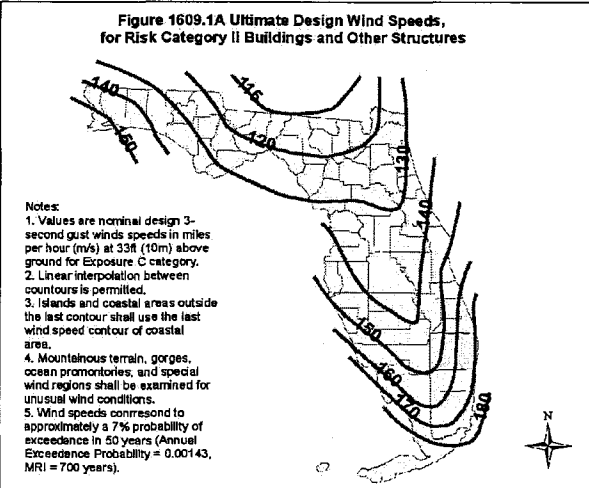 Figure 1609.1A Ultimate Design Wind Speeds,
for Risk Category II Buildings and Other Structures
115
140
120
150
130
140
Notes:
1. Values are nominal design 3-
second gust winds speeds in miles
per hour (m/s) at 33ft (10m) above
ground for Exposure C category.
2. Linear interpolation between
countours is permitted.
3. Islands and coastal areas outside
the last contour shall use the last
wind speed contour of coastal
area.
4. Mountainous terrain, gorges,
ocean promontories, and special
wind regions shall be examined for
unusual wind conditions.
5. Wind speeds conrresond to
approximately a 7% probability of
exceedence in 50 years (Annual
Exceedence Probability = 0.00143,
MRI = 700 years).
150
160
170
180
N